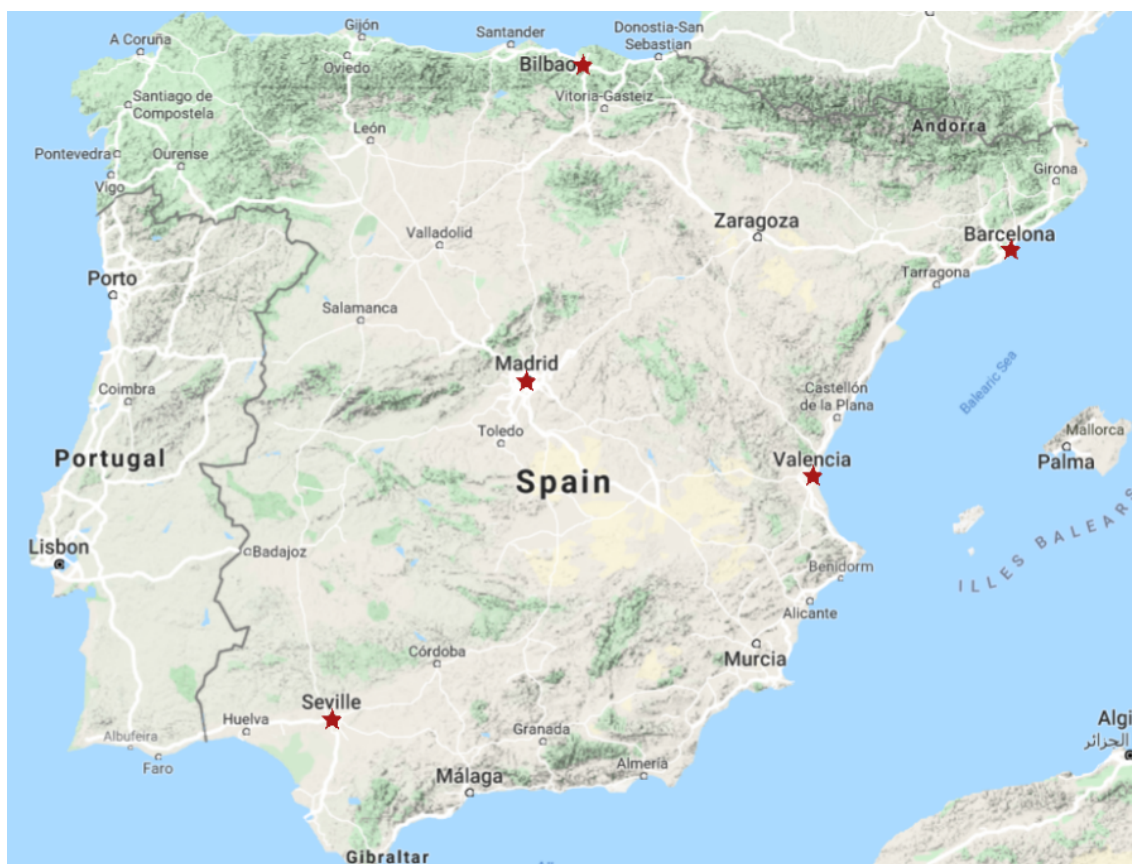 Gijón
A Coruña
Santander
Donostia-San
Sebastian
Oviedo
Bilbao
Santiago de
Compostela
Vitoria-Gasteiz
León
Andorra
Pontevedra
Ourense
Girona
Vigo
Zaragoza
Valladolid
Barcelona
Tarragona
Porto
Salamanca
Madrid
Coimbra
Castellón
de la Plana
Balearic Sea
Mallorca
Toledo
Portugal
Valencia
Palma
Spain
Lisbon
Badajoz
Benidorm
ILLES BALEARS
Alicante
Córdoba
Murcia
Seville
Huelva
Granada
Albufeira
Faro
Almería
Málaga
Algi
الجزائر
Gibraltar